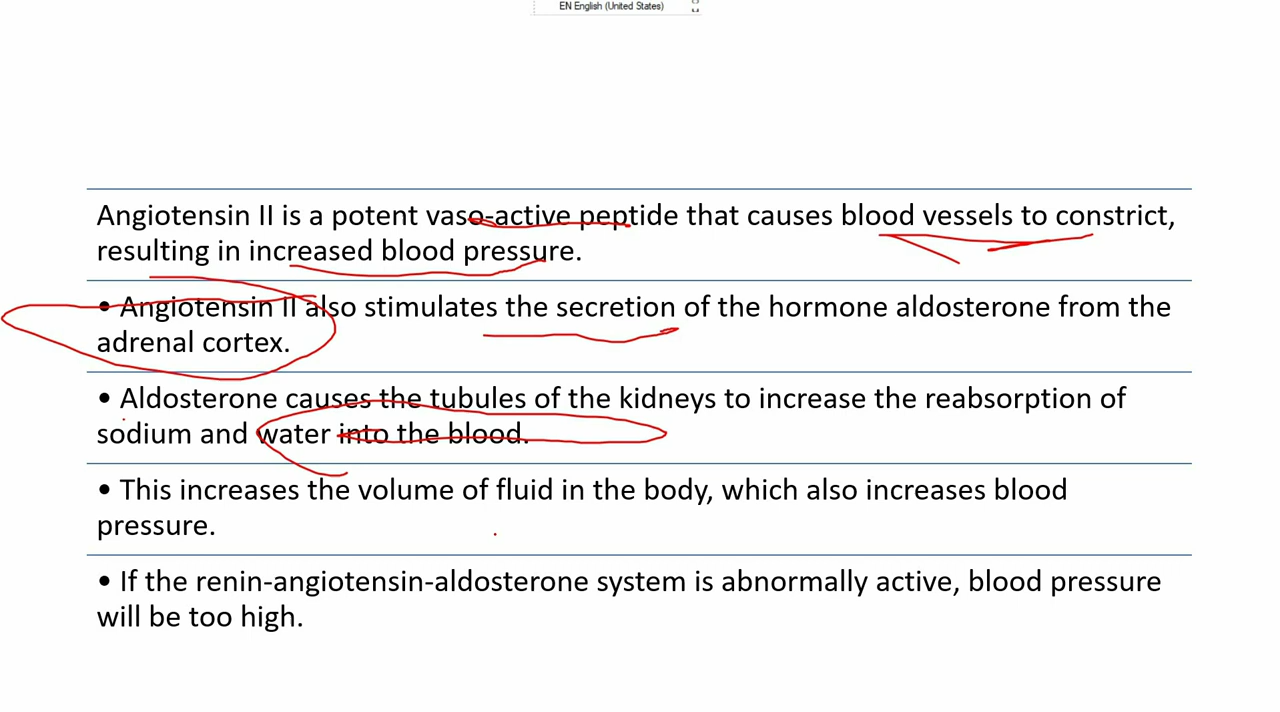 EN English (United States)
Angiotensin II is a potent vaso-active peptide that causes blood vessels to constrict,
resulting in increased blood pressure.
• Angiotensin II also stimulates the secretion of the hormone aldosterone from the
adrenal cortex.
• Aldosterone causes the tubules of the kidneys to increase the reabsorption of
sodium and water into the blood.
• This increases the volume of fluid in the body, which also increases blood
pressure.
• If the renin-angiotensin-aldosterone system is abnormally active, blood pressure
will be too high.